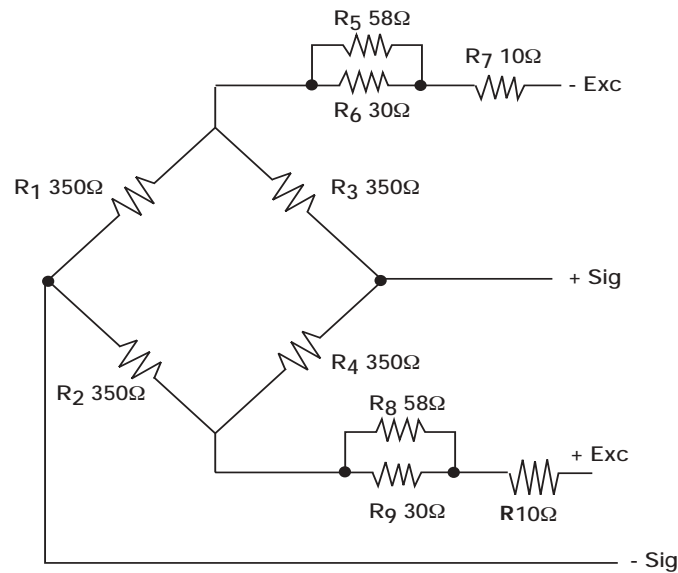 R5 58Ω
R7 10Ω
- Exc
R6 30Ω
R1 350Ω
R3 350Ω
+ Sig
R2 350Ω
R4 350Ω
R8 58Ω
+ Exc
R9 30Ω
R10Ω
- Sig